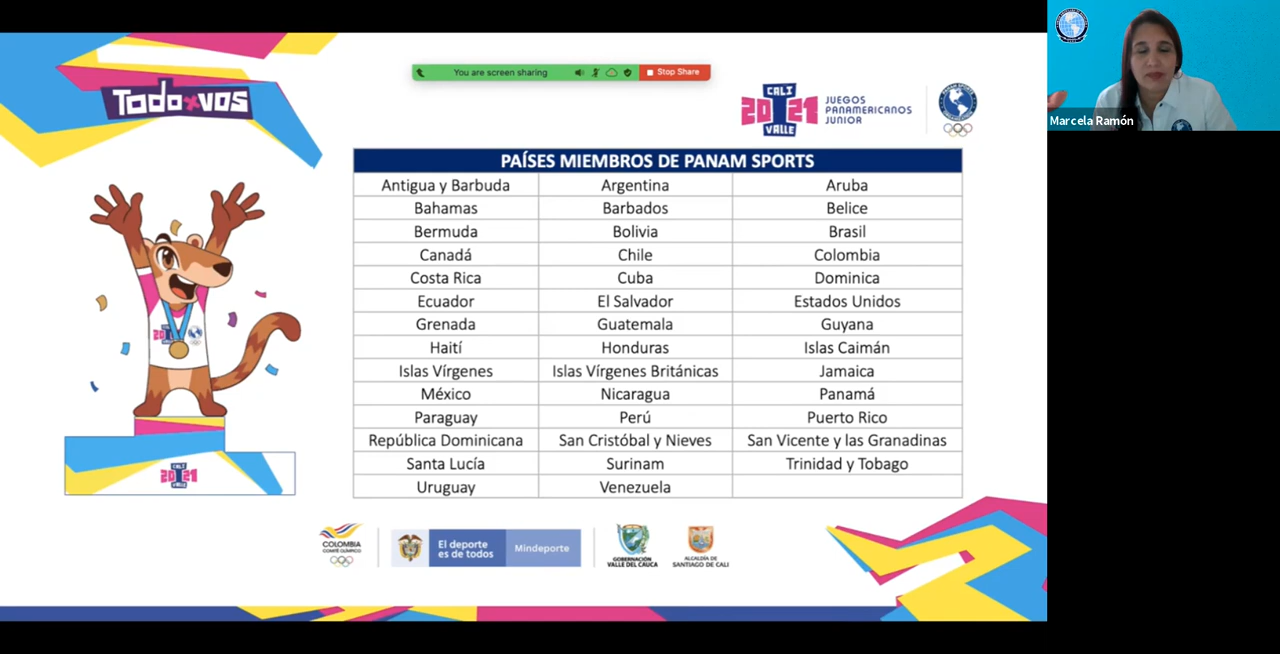 You are screen sharing
Stop Share
Todo x vos
CALI
2021
VALLE
JUEGOS
PANAMERICANOS
JUNIOR
Marcela Ramón
PAÍSES MIEMBROS DE PANAM SPORTS
Antigua y Barbuda Argentina Aruba
Bahamas Barbados Belice
Bermuda Bolivia Brasil
Canadá Chile Colombia
Costa Rica Cuba Dominica
Ecuador El Salvador Estados Unidos
Grenada Guatemala Guyana
Haití Honduras Islas Caimán
Islas Vírgenes Islas Vírgenes Británicas Jamaica
México Nicaragua Panamá
Paraguay Perú Puerto Rico
República Dominicana San Cristóbal y Nieves San Vicente y las Granadinas
Santa Lucía Surinam Trinidad y Tobago
Uruguay Venezuela
CALI
2021
VALLE
COLOMBIA
COMITÉ OLÍMPICO
El deporte
es de todos
Mindeporte
GOBERNACIÓN
VALLE DEL CAUCA
ALCALDÍA DE
SANTIAGO DE CALI